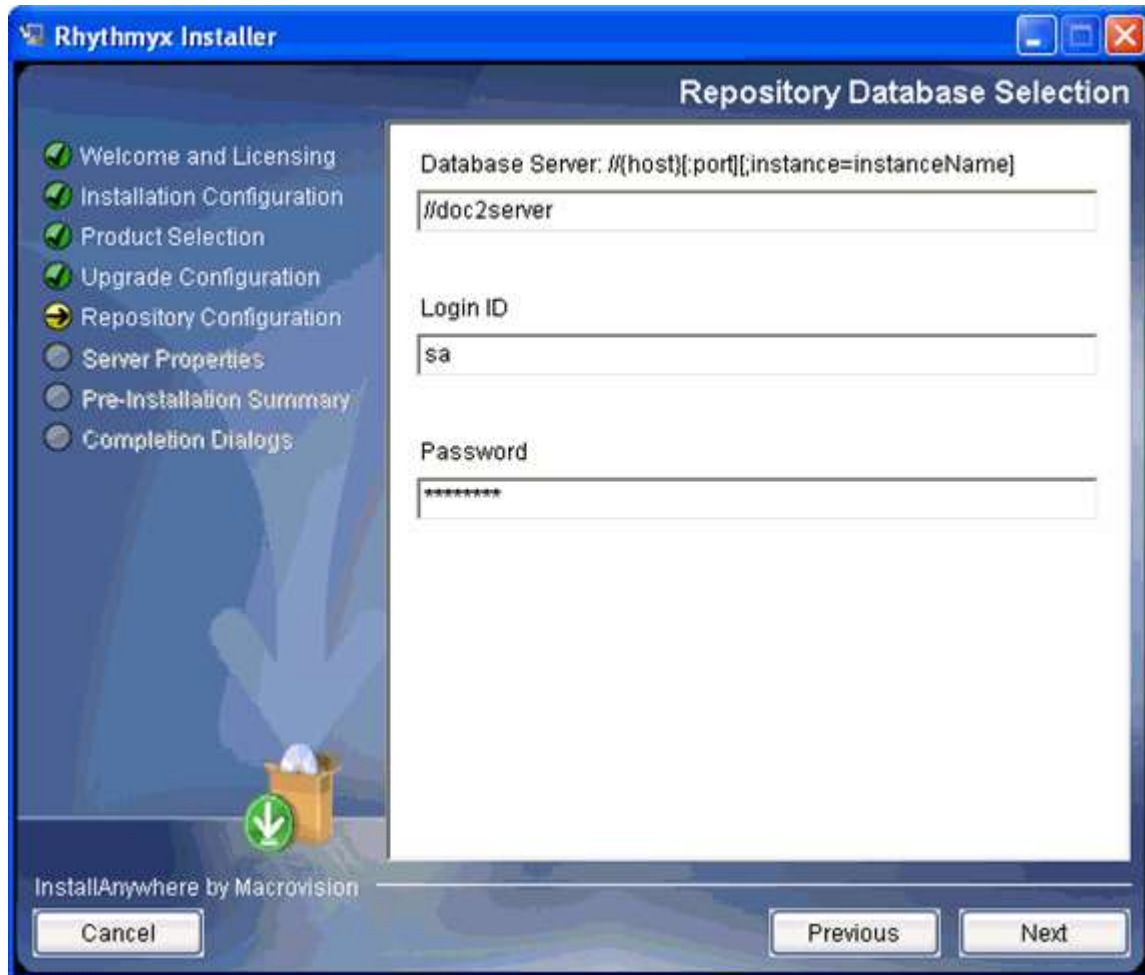 Rhythmyx Installer
Repository Database Selection
Welcome and Licensing
Installation Configuration
Product Selection
Upgrade Configuration
Repository Configuration
Server Properties
Pre-Installation Summary
Completion Dialogs
Database Server: //{host}[:port][;instance=instanceName]
//doc2server
Login ID
sa
Password
********
InstallAnywhere by Macrovision
Cancel
Previous
Next